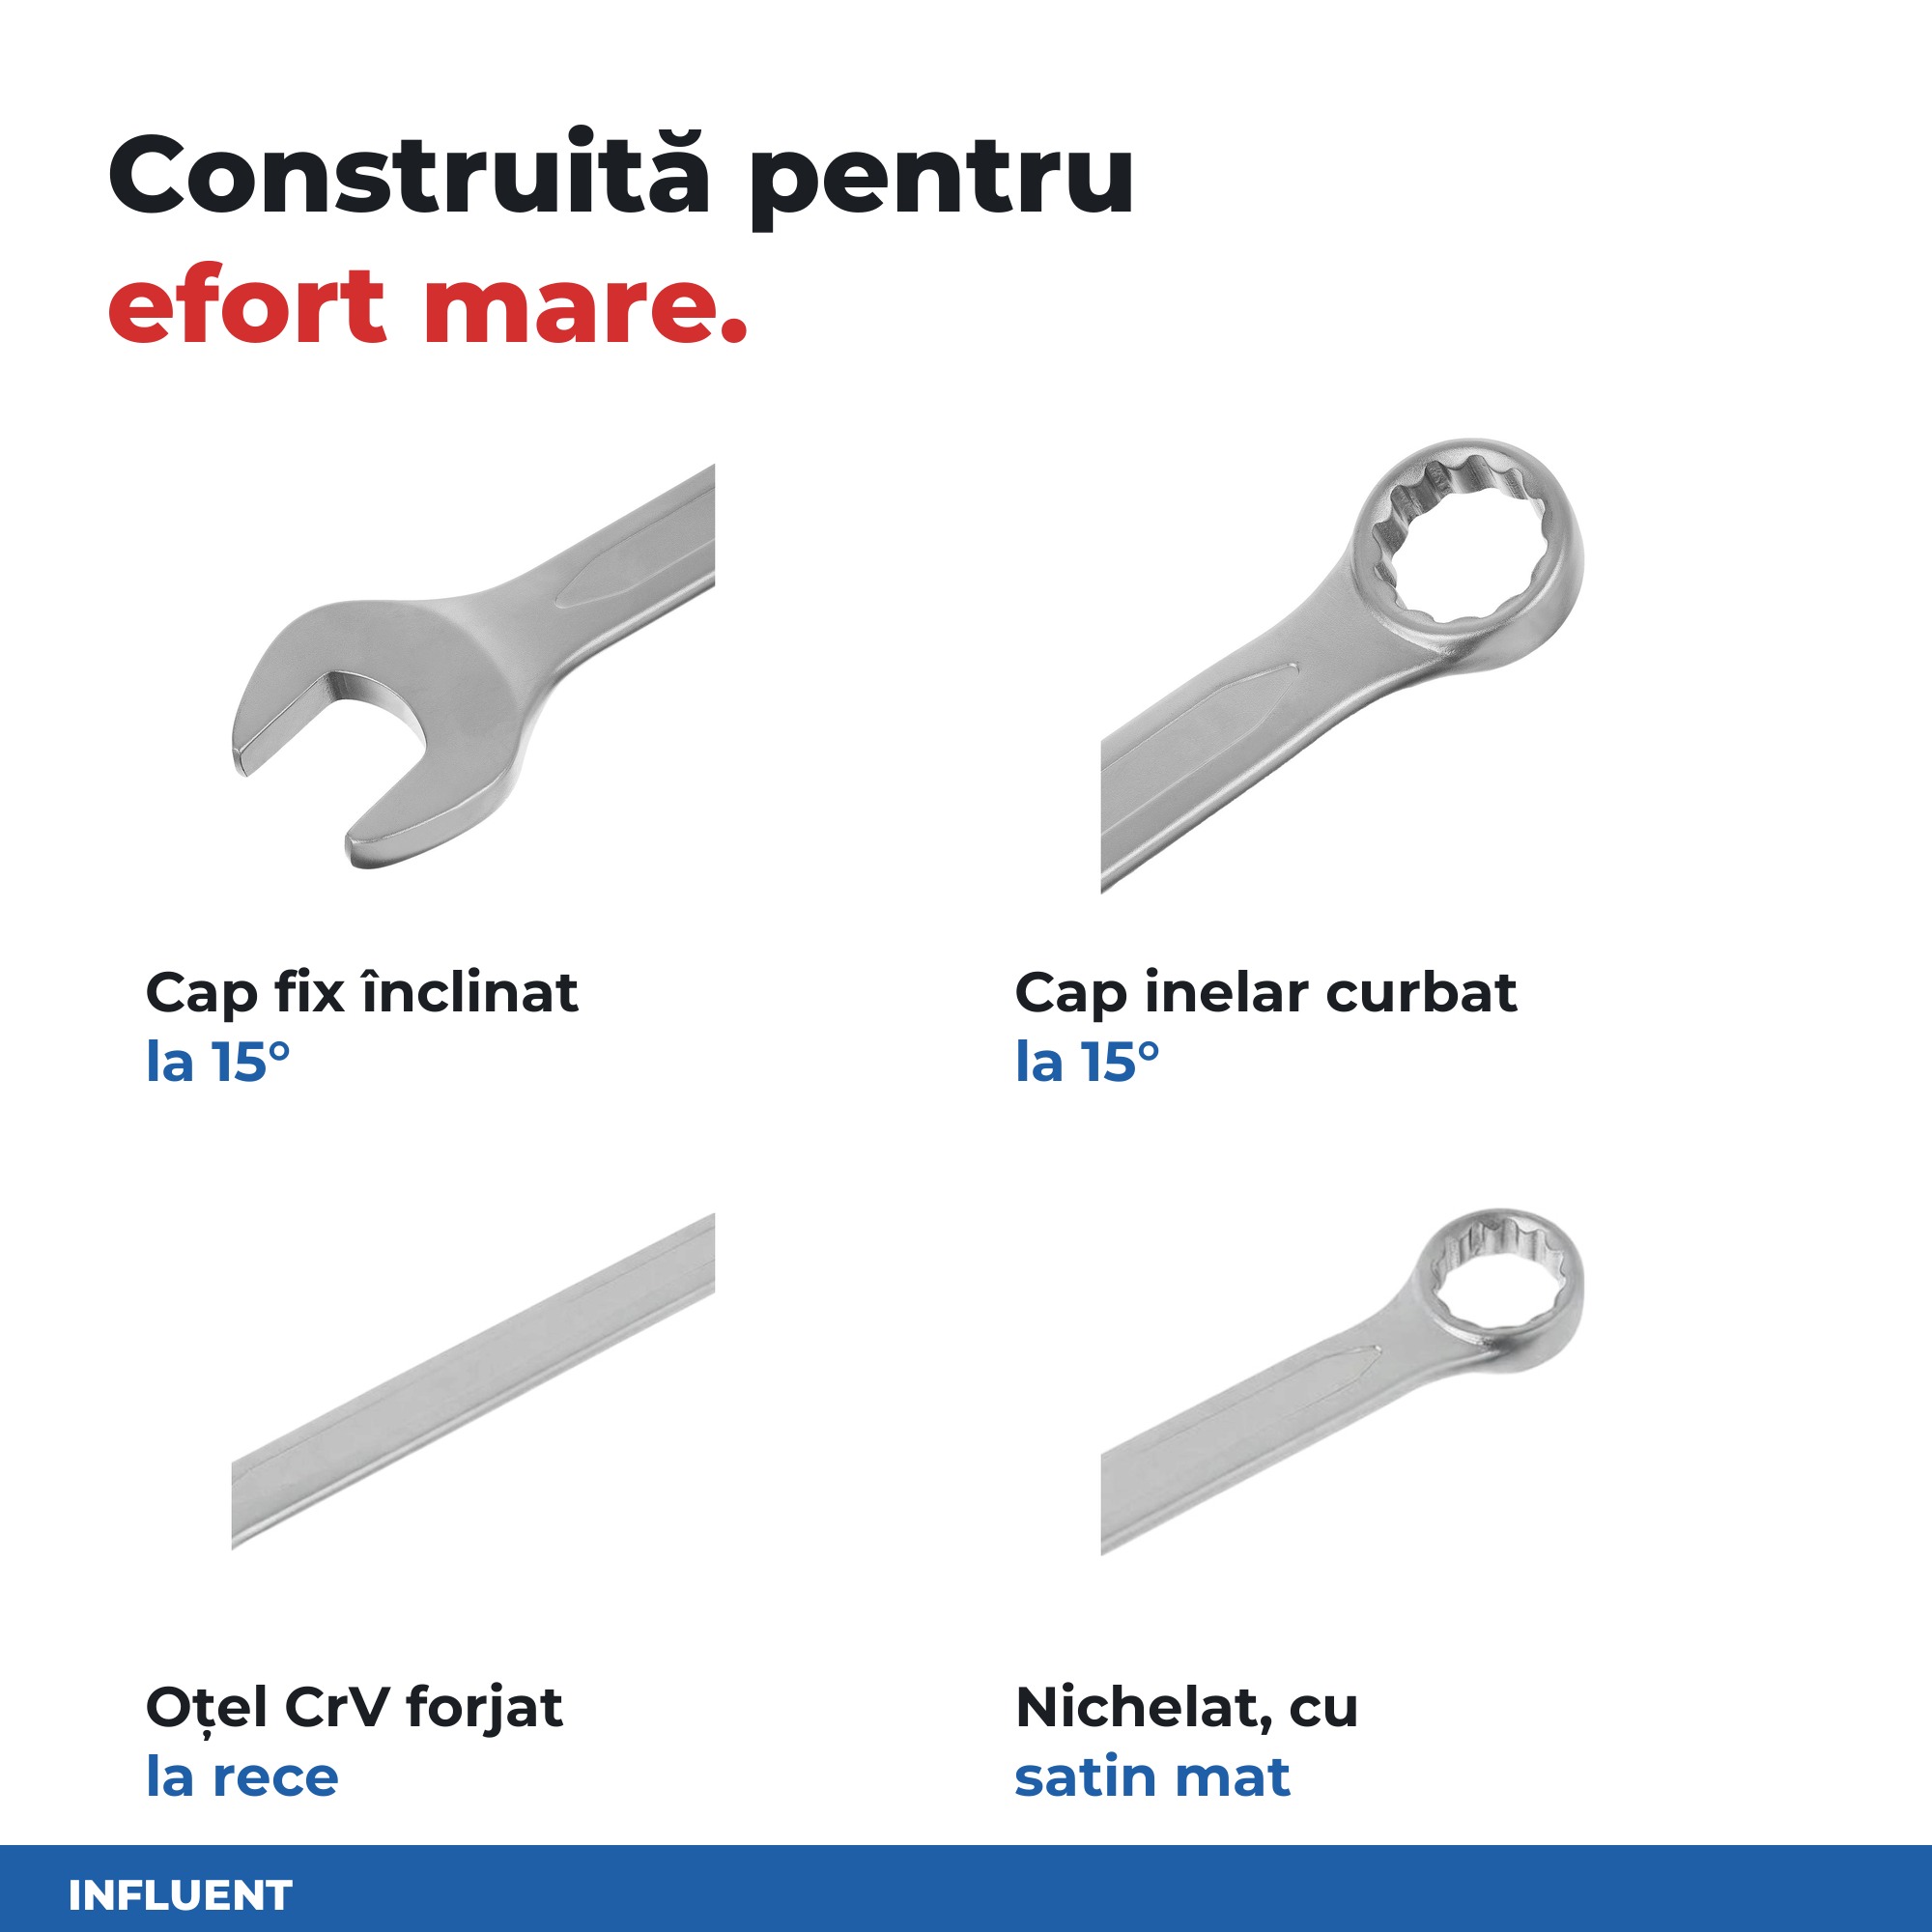 Construită pentru
efort mare.
Cap fix înclinat
la 15°
Cap inelar curbat
la 15°
Oțel CrV forjat
la rece
Nichelat, cu
satin mat
INFLUENT